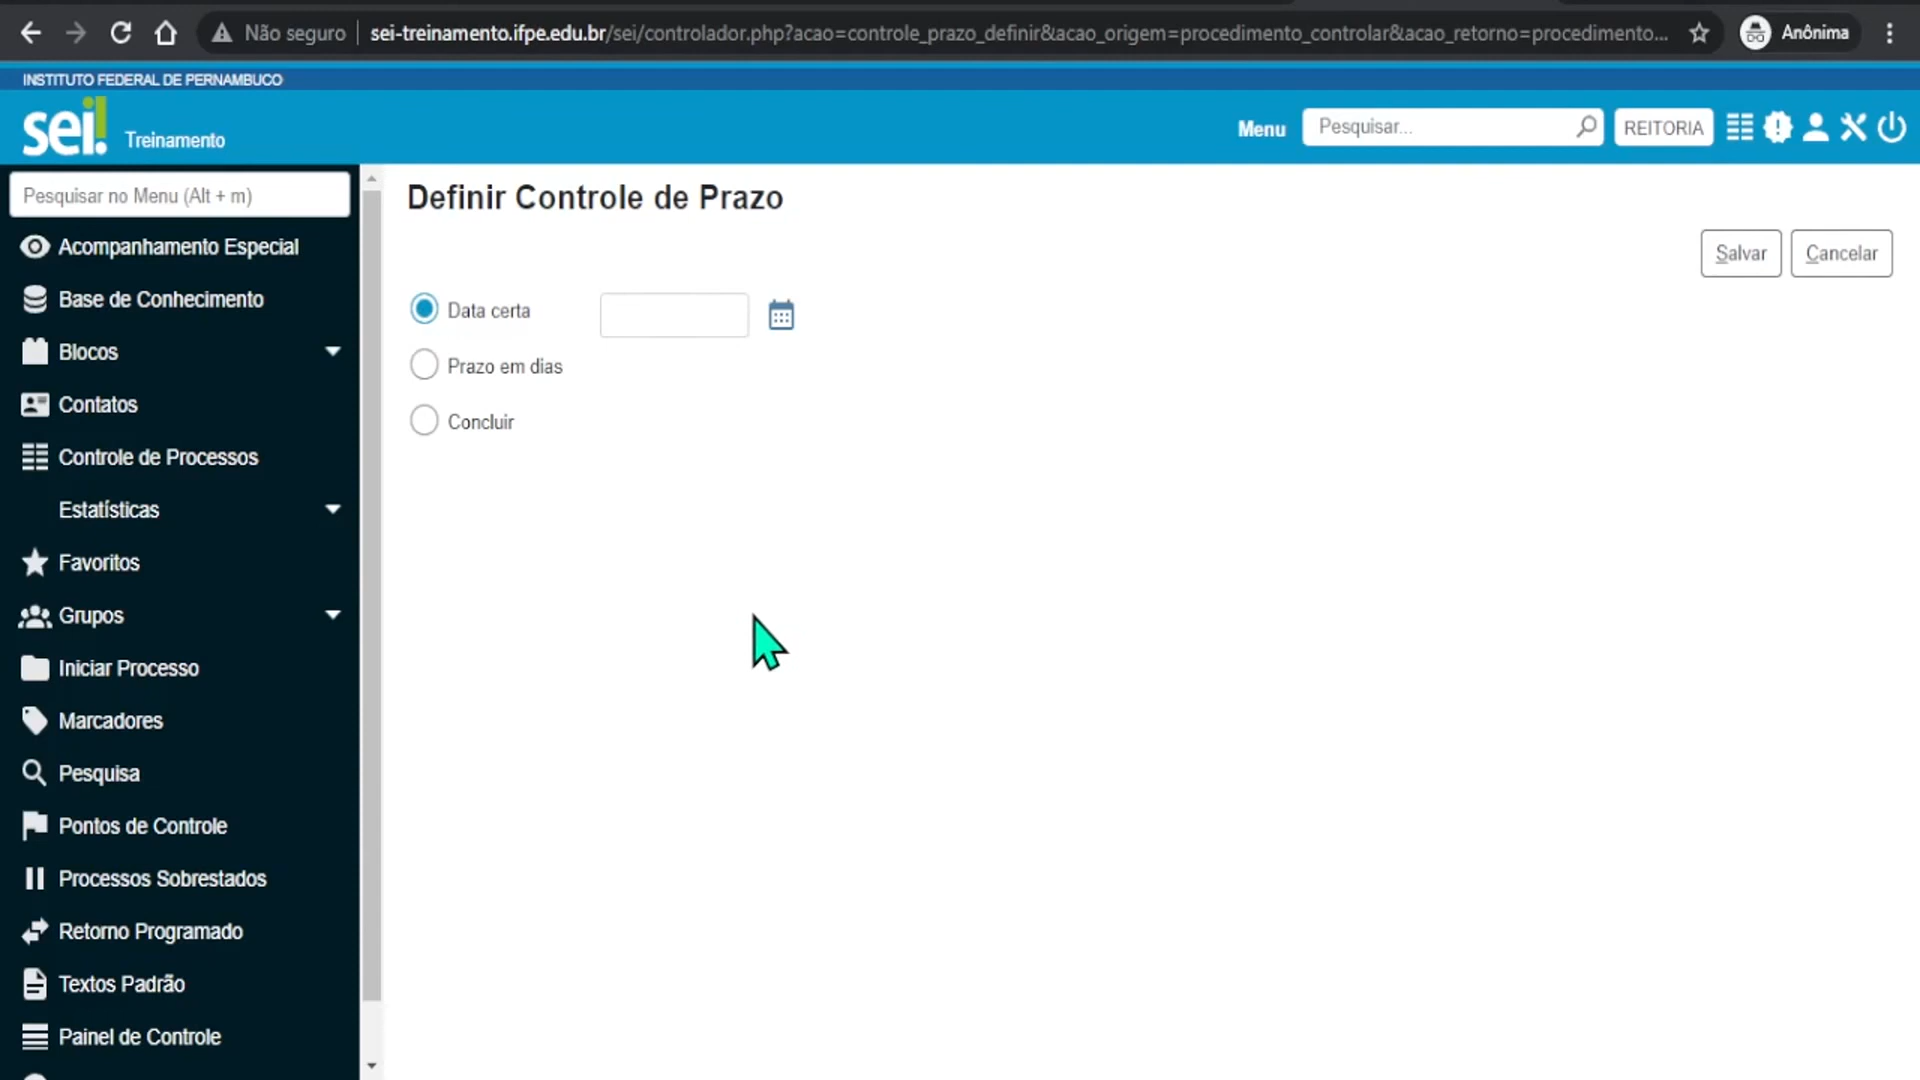 Não seguro
sei-treinamento.ifpe.edu.br/sei/controlador.php?acao=controle_prazo_definir&acao_origem=procedimento_controlar&acao_retorno=procedimento...
Anônima
INSTITUTO FEDERAL DE PERNAMBUCO
sei!
Treinamento
Menu
Pesquisar...
REITORIA
Pesquisar no Menu (Alt + m)
Acompanhamento Especial
Base de Conhecimento
Blocos
Contatos
Controle de Processos
Estatísticas
Favoritos
Grupos
Iniciar Processo
Marcadores
Pesquisa
Pontos de Controle
Processos Sobrestados
Retorno Programado
Textos Padrão
Painel de Controle
Definir Controle de Prazo
Salvar
Cancelar
Data certa
Prazo em dias
Concluir